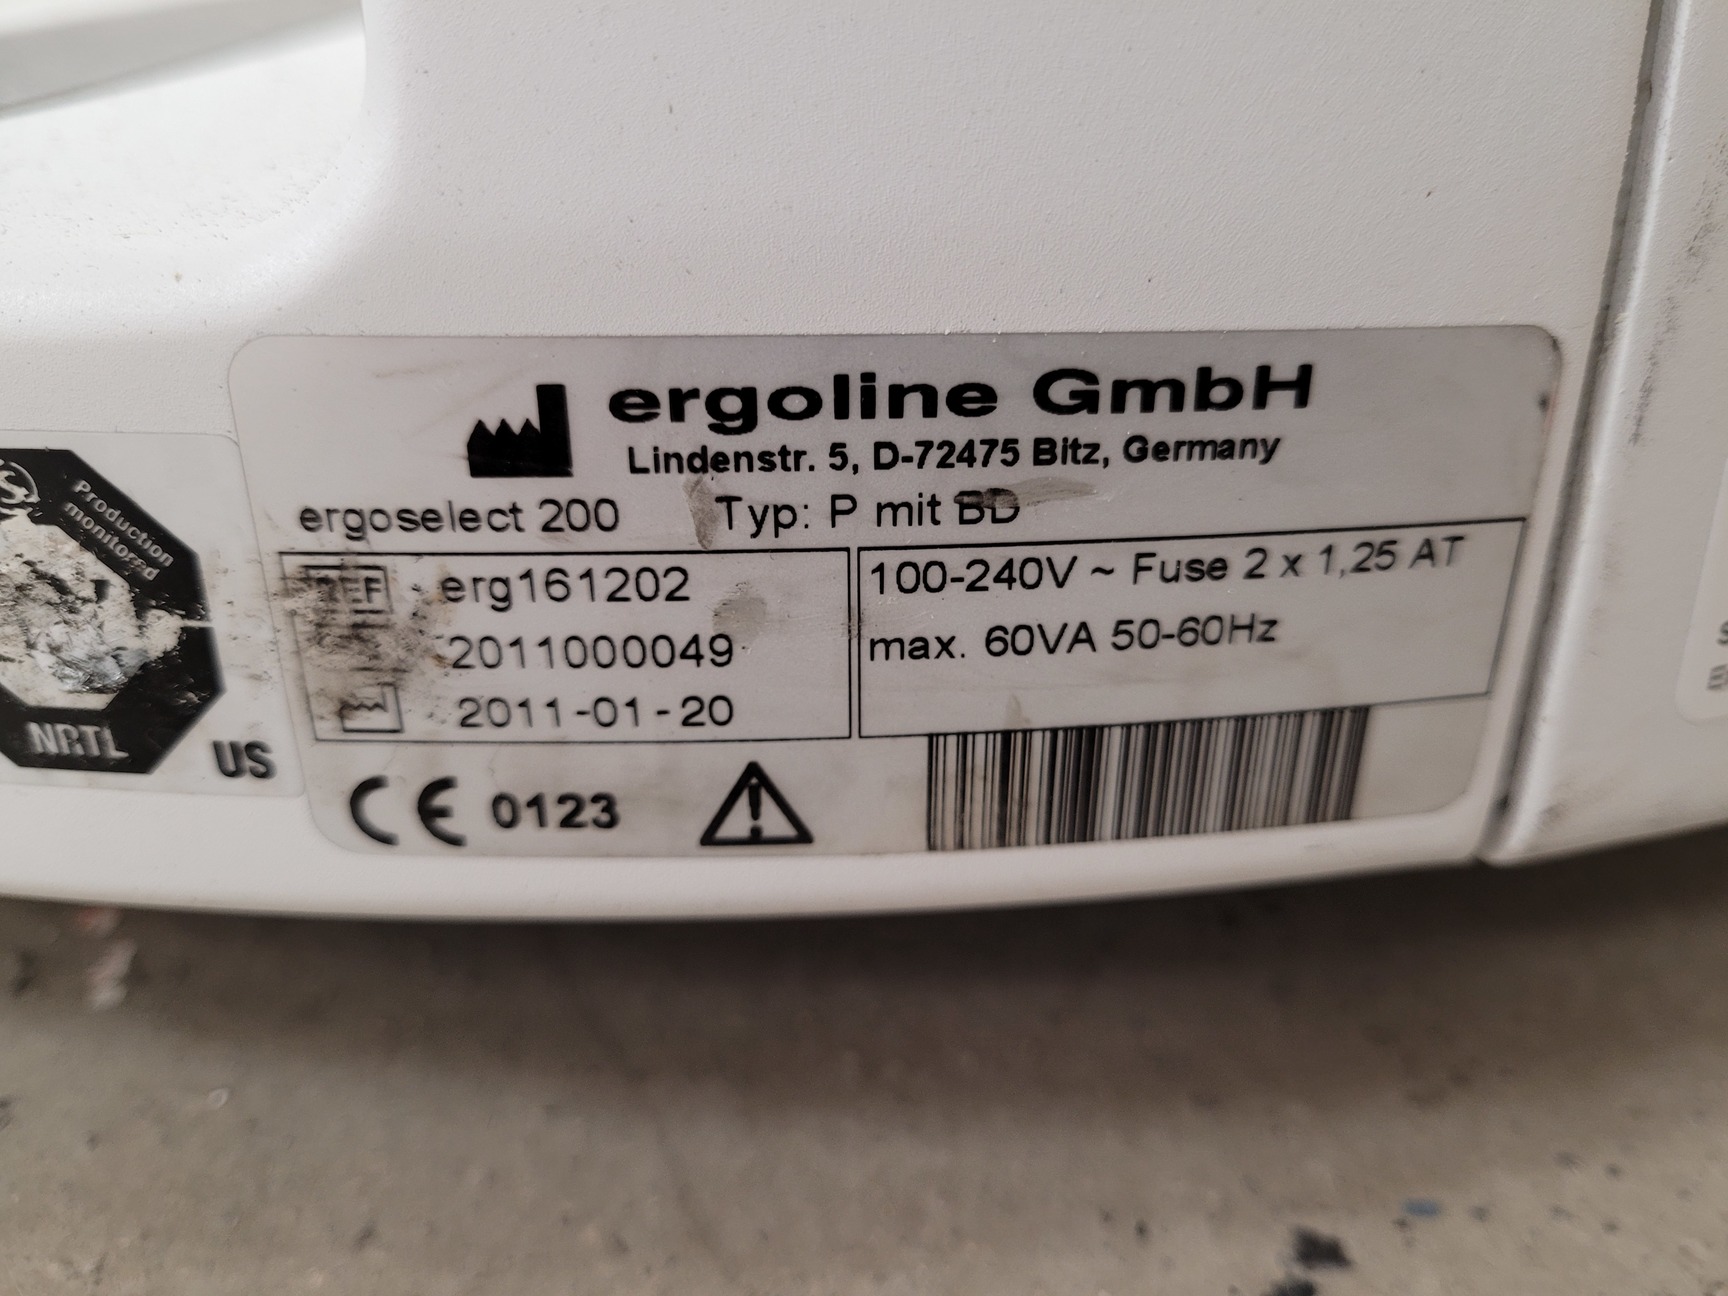 ergoline GmbH
Lindenstr. 5, D-72475 Bitz, Germany
ergoselect 200 Typ: P mit BD
REF erg161202
2011000049
2011-01-20
100-240V ~ Fuse 2 x 1,25 AT
max. 60VA 50-60Hz
CE 0123
Production
monitored
NRTL
US